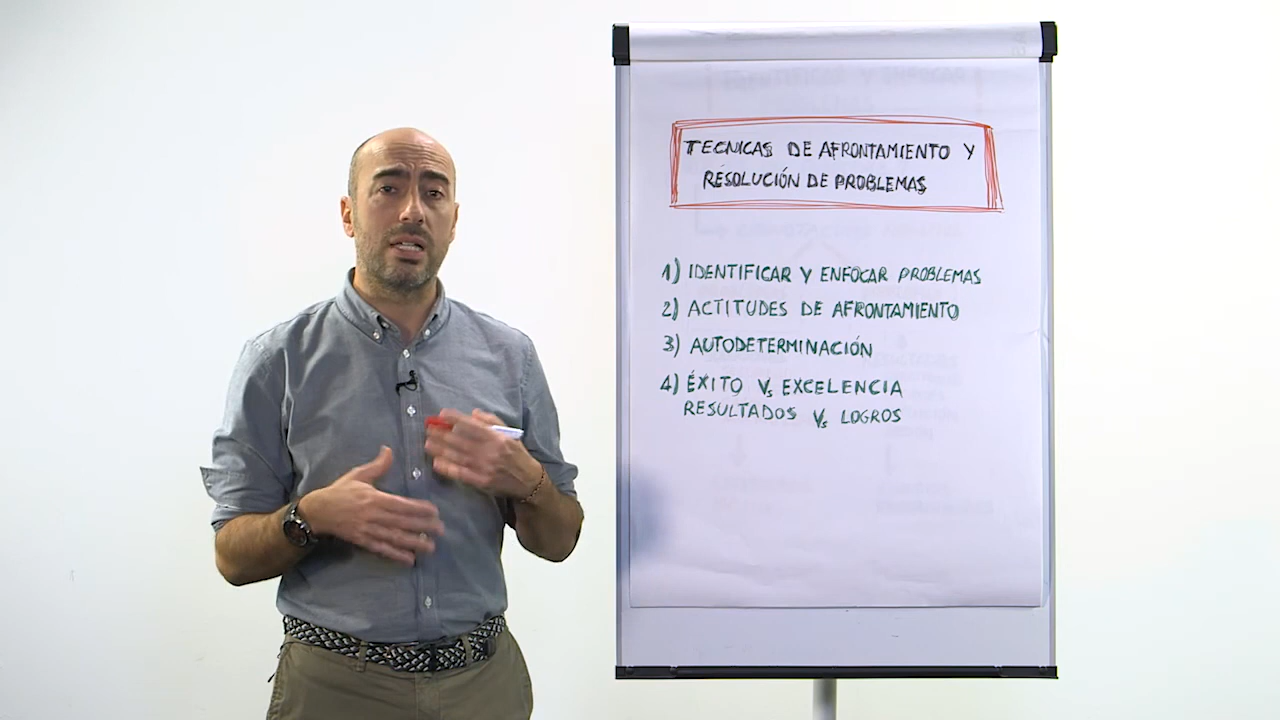 TECNICAS DE AFRONTAMIENTO Y
RESOLUCIÓN DE PROBLEMAS
1) IDENTIFICAR Y ENFOCAR PROBLEMAS
2) ACTITUDES DE AFRONTAMIENTO
3) AUTODETERMINACIÓN
4) ÉXITO Vs EXCELENCIA
RESULTADOS Vs LOGROS